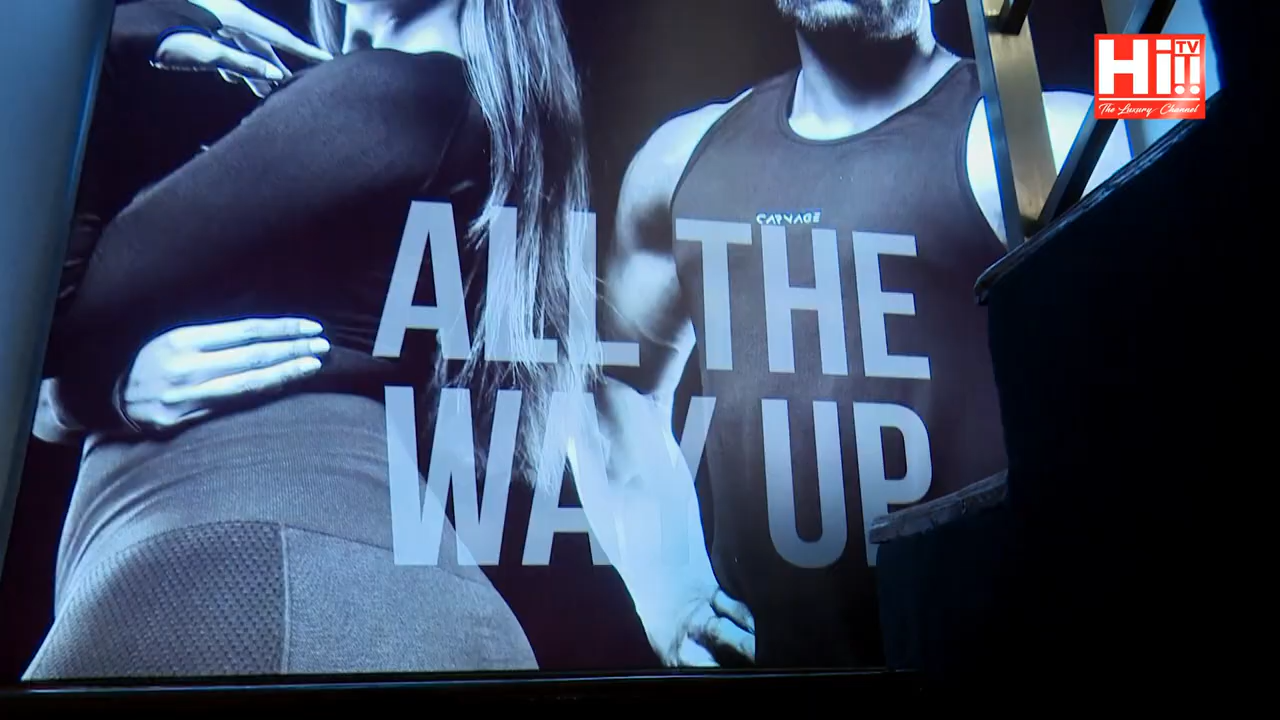 Hi!!
TV
The Luxury Channel
CARNAGE
ALL THE
WAY UP